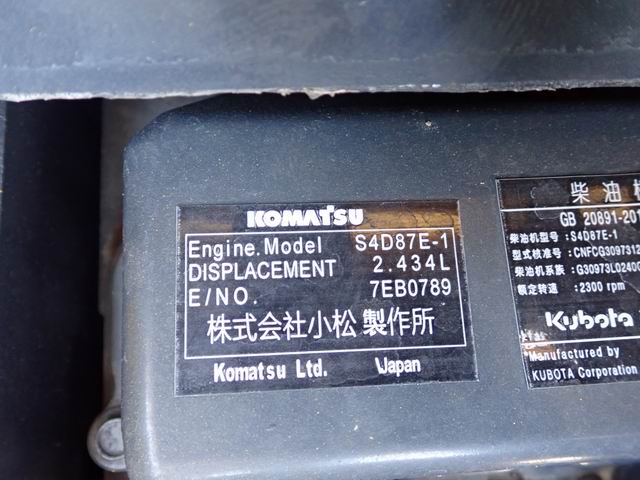 KOMATSU
Engine.Model S4D87E-1
DISPLACEMENT 2.434L
E/NO. 7EB0789
株式会社小松製作所
Komatsu Ltd. Japan
柴油
GB 20891-20
柴油机型号:S4D87E-1
型式核准号:CNFCG3097312
柴油机系族:G30973L0240
额定转速:2300 rpm
Kubota
Manufactured by
KUBOTA Corporation